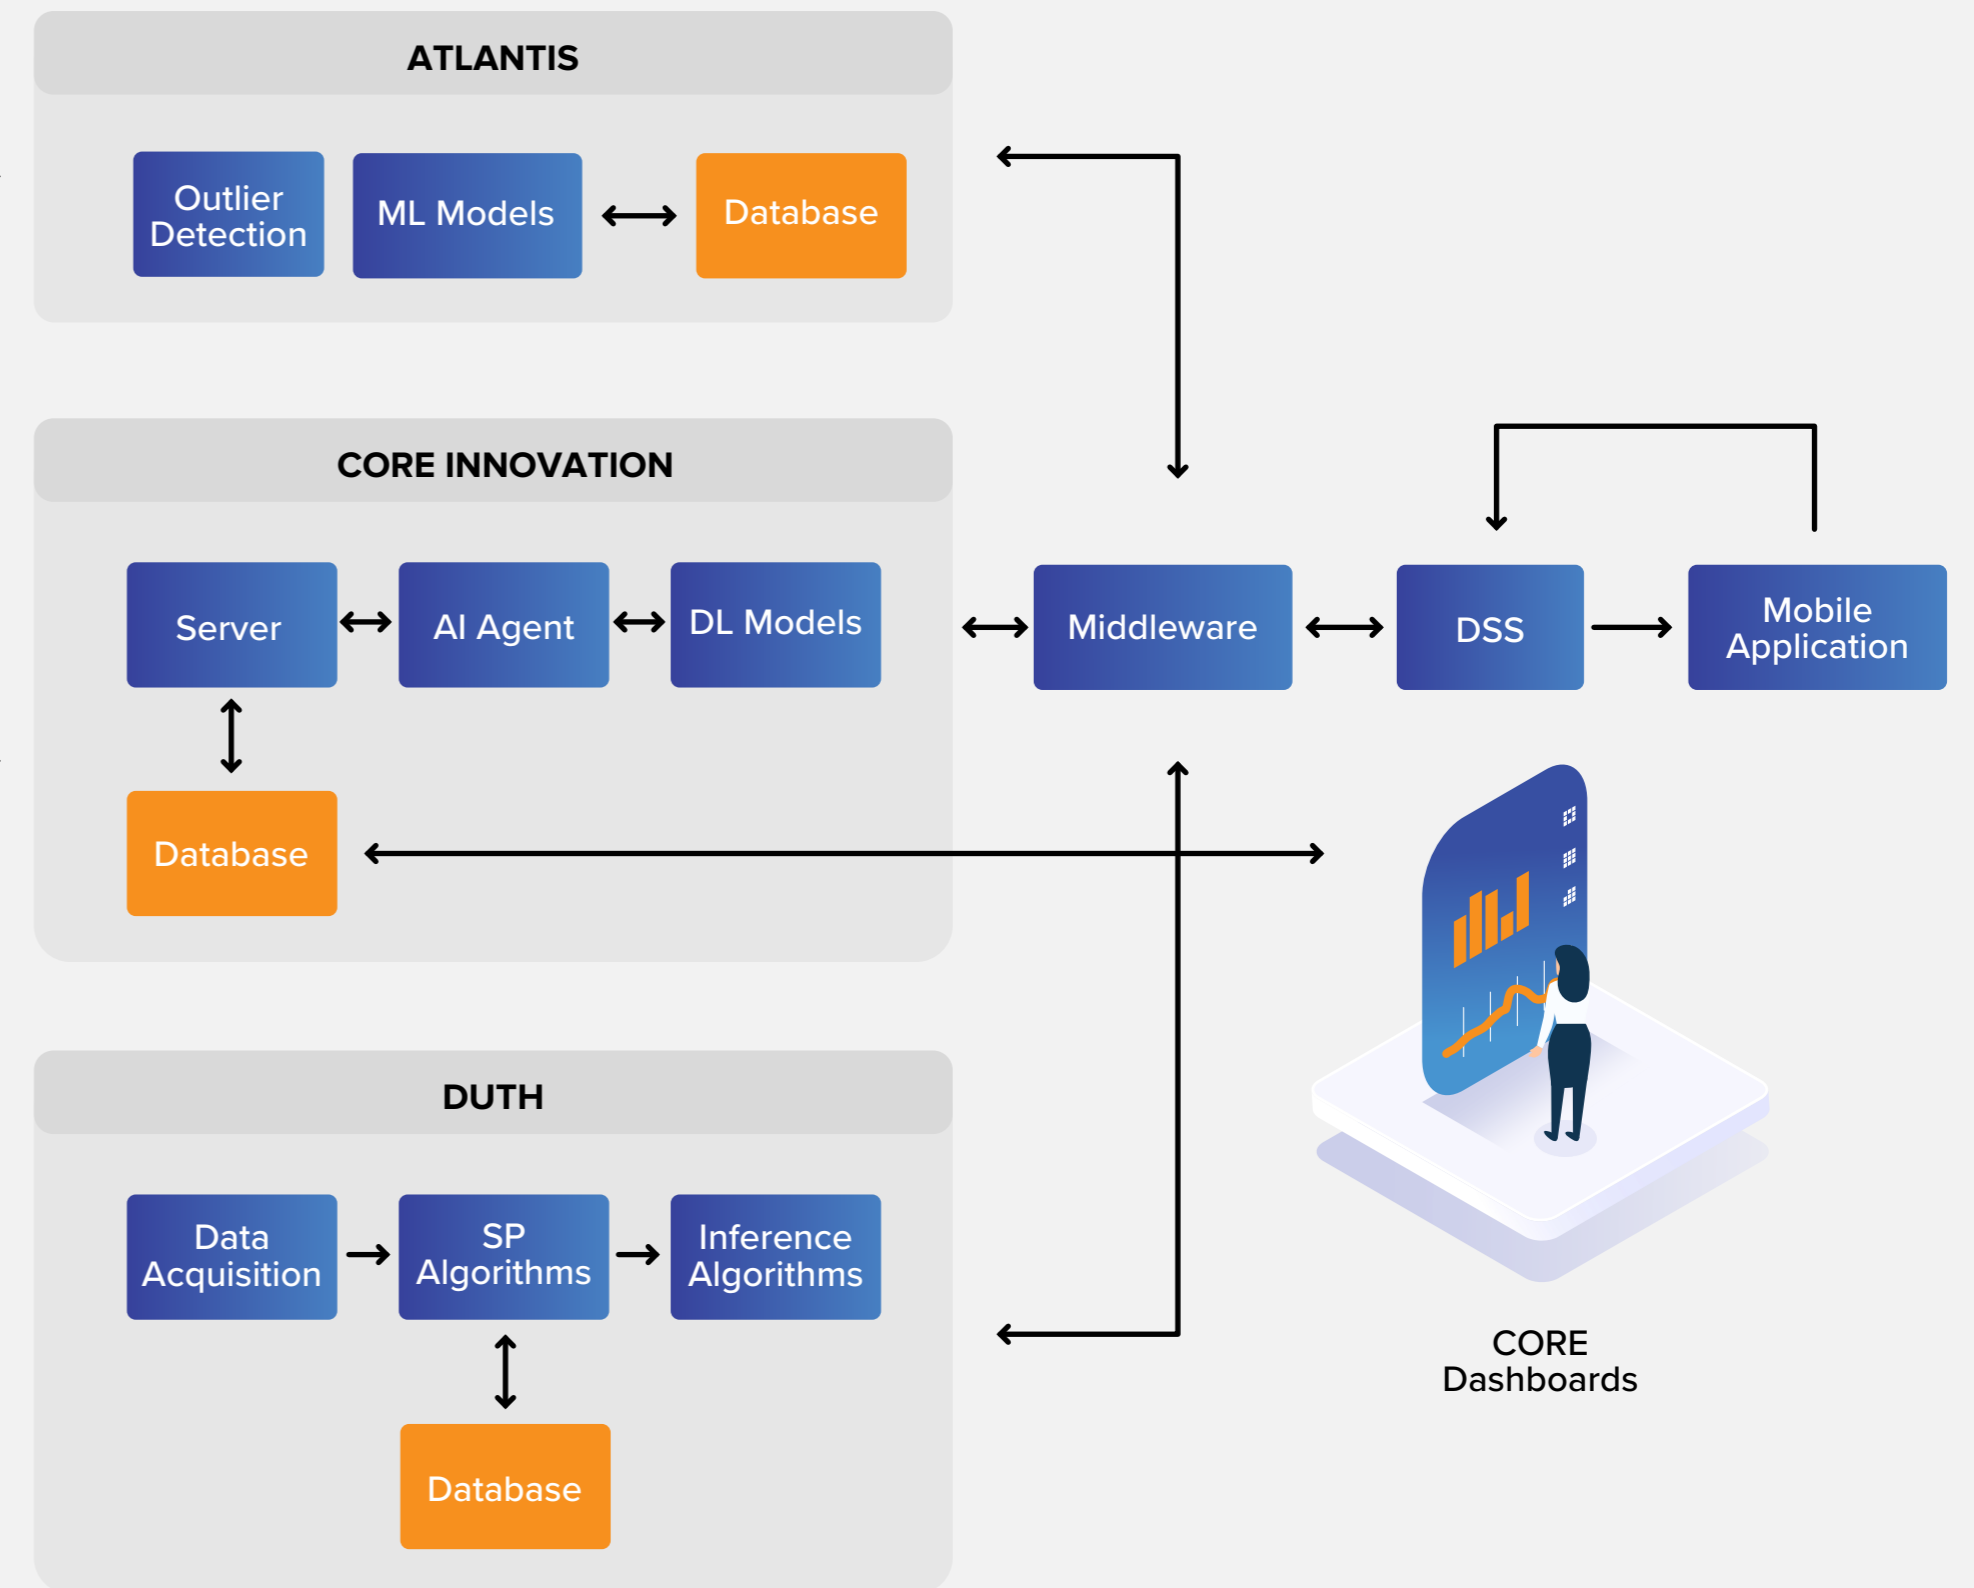 ATLANTIS
Outlier
Detection
ML Models
Database
CORE INNOVATION
Server
AI Agent
DL Models
Middleware
DSS
Mobile
Application
Database
DUTH
Data
Acquisition
SP
Algorithms
Inference
Algorithms
Database
CORE
Dashboards